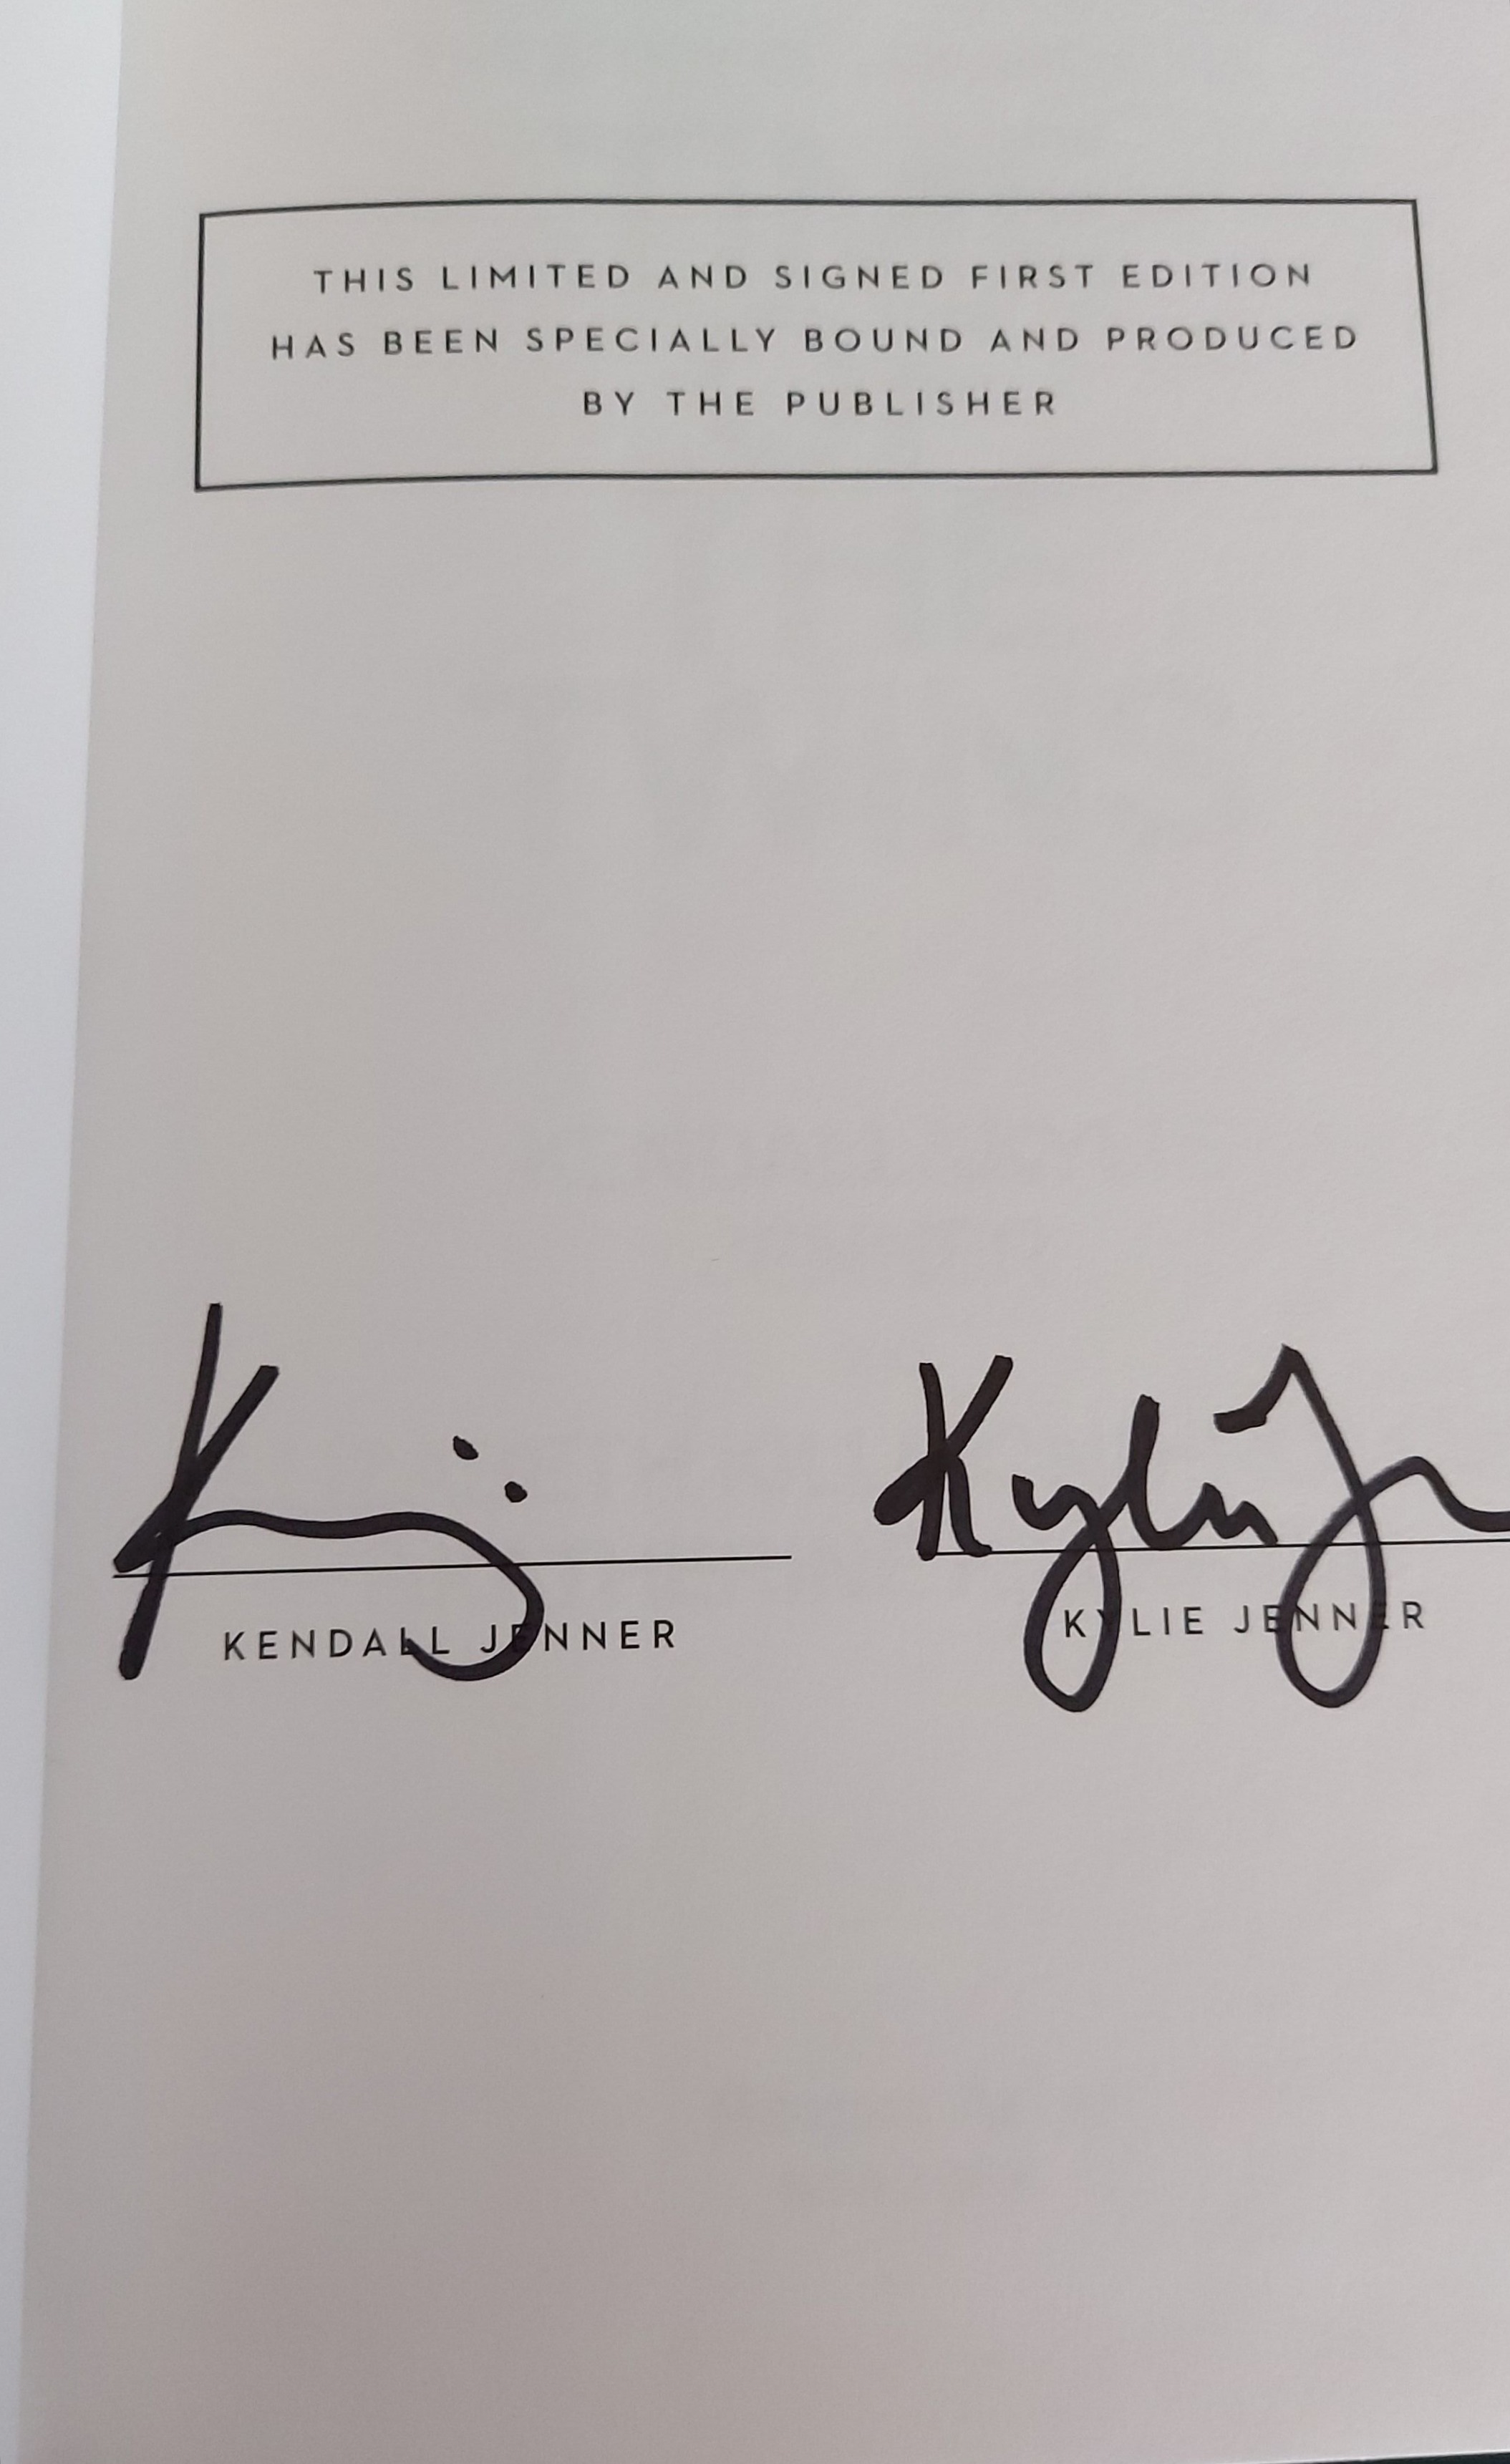 THIS LIMITED AND SIGNED FIRST EDITION
HAS BEEN SPECIALLY BOUND AND PRODUCED
BY THE PUBLISHER
Kylie J
KENDALL JENNER KYLIE JENNER